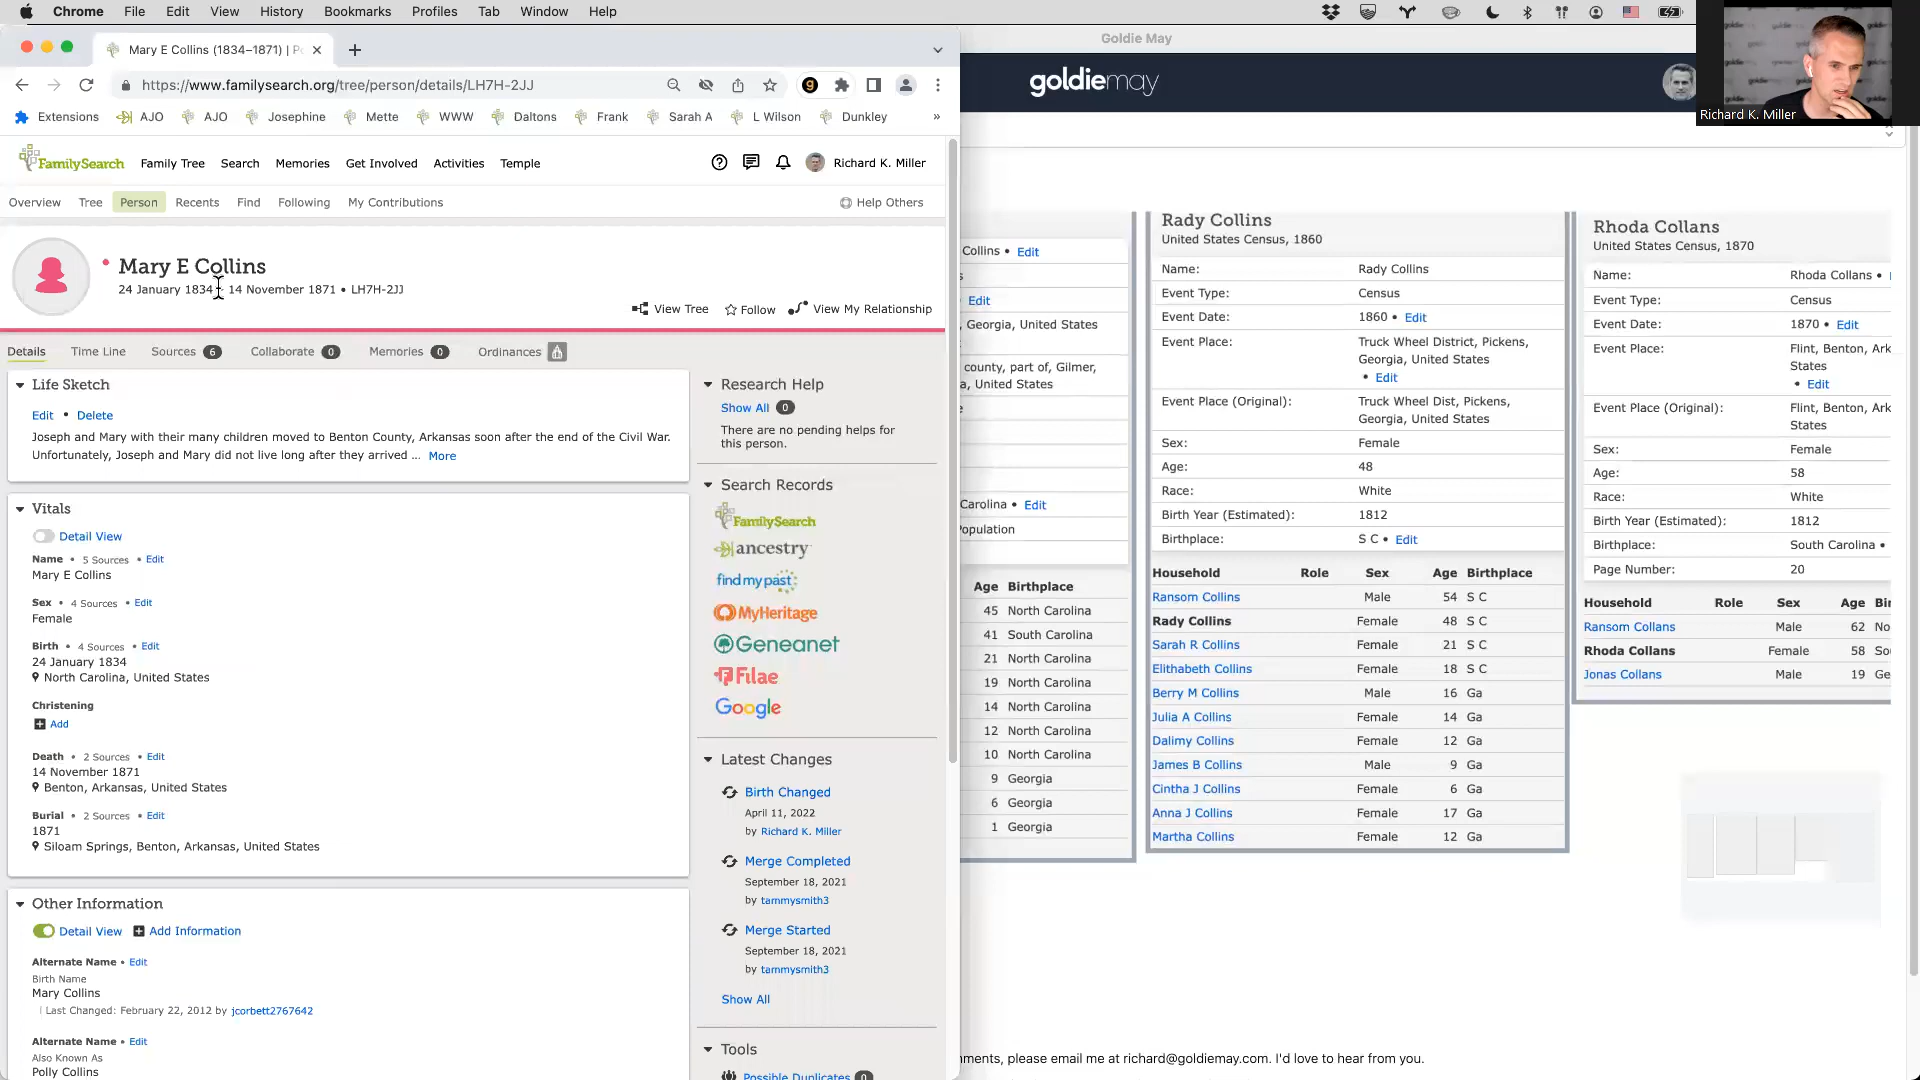 Chrome File Edit View History Bookmarks Profiles Tab Window Help
Mary E Collins (1834–1871) | P
https://www.familysearch.org/tree/person/details/LH7H-2JJ
Extensions AJO AJO Josephine Mette WWW Daltons Frank Sarah A L Wilson Dunkley »
FamilySearch Family Tree Search Memories Get Involved Activities Temple Richard K. Miller
Overview Tree Person Recents Find Following My Contributions Help Others
Mary E Collins
24 January 1834 – 14 November 1871 • LH7H-2JJ
View Tree Follow View My Relationship
Details Time Line Sources 6 Collaborate 0 Memories 0 Ordinances
Life Sketch
Edit • Delete
Joseph and Mary with their many children moved to Benton County, Arkansas soon after the end of the Civil War.
Unfortunately, Joseph and Mary did not live long after they arrived ... More
Vitals
Detail View
Name • 5 Sources • Edit
Mary E Collins
Sex • 4 Sources • Edit
Female
Birth • 4 Sources • Edit
24 January 1834
North Carolina, United States
Christening
Add
Death • 2 Sources • Edit
14 November 1871
Benton, Arkansas, United States
Burial • 2 Sources • Edit
1871
Siloam Springs, Benton, Arkansas, United States
Other Information
Detail View Add Information
Alternate Name • Edit
Birth Name
Mary Collins
Last Changed: February 22, 2012 by jcorbett2767642
Alternate Name • Edit
Also Known As
Polly Collins
Research Help
Show All 0
There are no pending helps for
this person.
Search Records
FamilySearch
ancestry
findmypast
MyHeritage
Geneanet
Filae
Google
Latest Changes
Birth Changed
April 11, 2022
by Richard K. Miller
Merge Completed
September 18, 2021
by tammysmith3
Merge Started
September 18, 2021
by tammysmith3
Show All
Tools
Possible Duplicates 0
Goldie May
goldiemay
Richard K. Miller
Collins • Edit
s
• Edit
, Georgia, United States
county, part of, Gilmer,
a, United States
e
Carolina • Edit
Population
Age Birthplace
45 North Carolina
41 South Carolina
21 North Carolina
19 North Carolina
14 North Carolina
12 North Carolina
10 North Carolina
9 Georgia
6 Georgia
1 Georgia
Rady Collins
United States Census, 1860
Name: Rady Collins
Event Type: Census
Event Date: 1860 • Edit
Event Place: Truck Wheel District, Pickens,
Georgia, United States
• Edit
Event Place (Original): Truck Wheel Dist, Pickens,
Georgia, United States
Sex: Female
Age: 48
Race: White
Birth Year (Estimated): 1812
Birthplace: S C • Edit
Household Role Sex Age Birthplace
Ransom Collins Male 54 S C
Rady Collins Female 48 S C
Sarah R Collins Female 21 S C
Elithabeth Collins Female 18 S C
Berry M Collins Male 16 Ga
Julia A Collins Female 14 Ga
Dalimy Collins Female 12 Ga
James B Collins Male 9 Ga
Cintha J Collins Female 6 Ga
Anna J Collins Female 17 Ga
Martha Collins Female 12 Ga
Rhoda Collans
United States Census, 1870
Name: Rhoda Collans •
Event Type: Census
Event Date: 1870 • Edit
Event Place: Flint, Benton, Ark
States
• Edit
Event Place (Original): Flint, Benton, Ark
States
Sex: Female
Age: 58
Race: White
Birth Year (Estimated): 1812
Birthplace: South Carolina •
Page Number: 20
Household Role Sex Age Bir
Ransom Collans Male 62 No
Rhoda Collans Female 58 So
Jonas Collans Male 19 Ge
mments, please email me at richard@goldiemay.com. I'd love to hear from you.